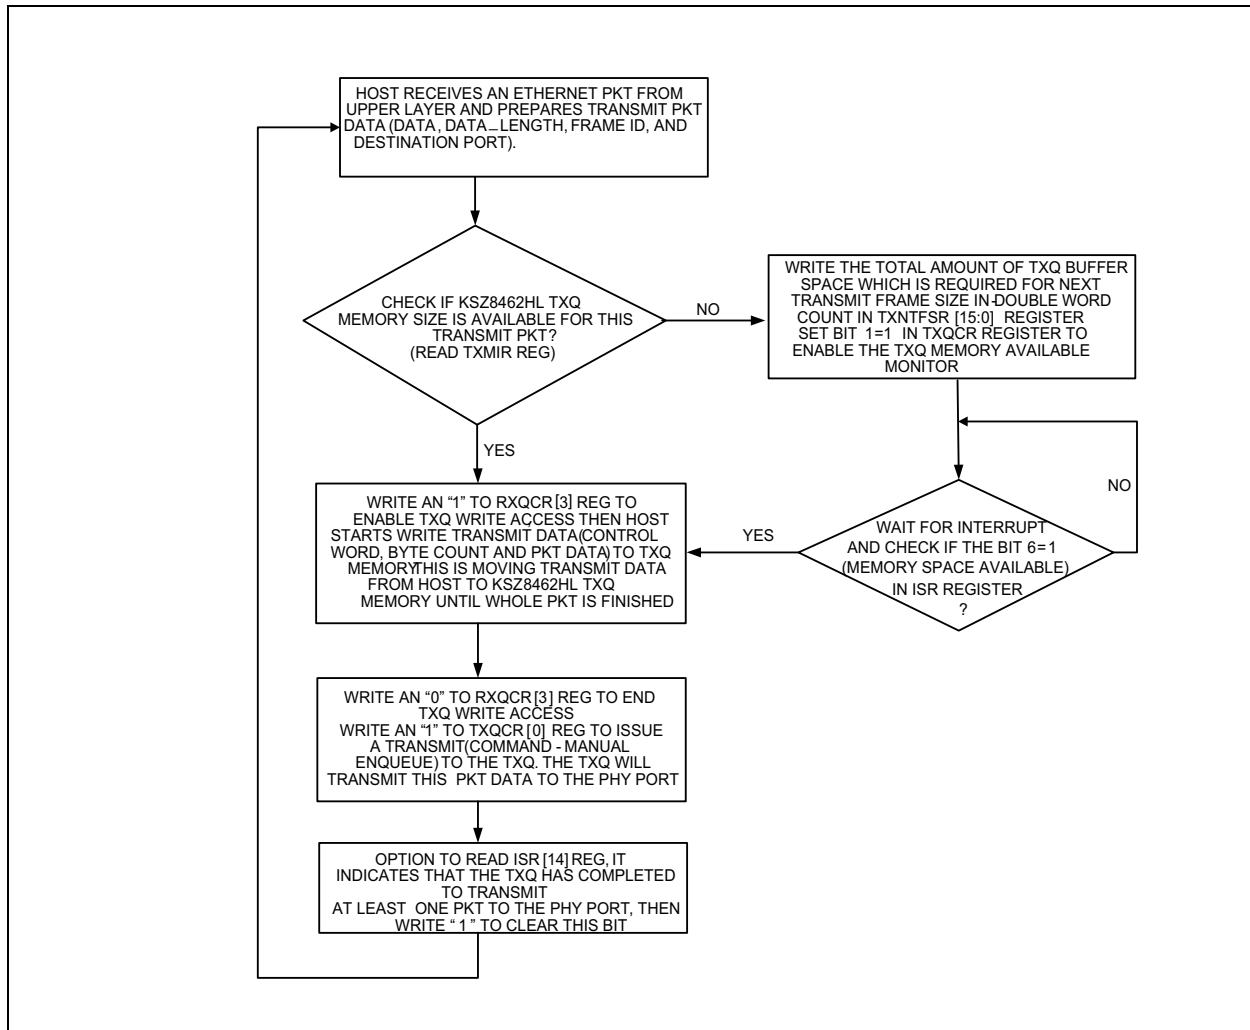 HOST RECEIVES AN ETHERNET PKT FROM
UPPER LAYER AND PREPARES TRANSMIT PKT
DATA (DATA, DATA_LENGTH, FRAME ID, AND
DESTINATION PORT).
CHECK IF KSZ8462HL TXQ
MEMORY SIZE IS AVAILABLE FOR THIS
TRANSMIT PKT?
(READ TXMIR REG)
NO
WRITE THE TOTAL AMOUNT OF TXQ BUFFER
SPACE WHICH IS REQUIRED FOR NEXT
TRANSMIT FRAME SIZE IN-DOUBLE WORD
COUNT IN TXNTFSR [15:0] REGISTER
SET BIT 1=1 IN TXQCR REGISTER TO
ENABLE THE TXQ MEMORY AVAILABLE
MONITOR
YES
WRITE AN “1” TO RXQCR[3] REG TO
ENABLE TXQ WRITE ACCESS THEN HOST
STARTS WRITE TRANSMIT DATA(CONTROL
WORD, BYTE COUNT AND PKT DATA) TO TXQ
MEMORYTHIS IS MOVING TRANSMIT DATA
FROM HOST TO KSZ8462HL TXQ
MEMORY UNTIL WHOLE PKT IS FINISHED
YES
WAIT FOR INTERRUPT
AND CHECK IF THE BIT 6=1
(MEMORY SPACE AVAILABLE)
IN ISR REGISTER
?
NO
WRITE AN “0” TO RXQCR[3] REG TO END
TXQ WRITE ACCESS
WRITE AN “1” TO TXQCR[0] REG TO ISSUE
A TRANSMIT(COMMAND - MANUAL
ENQUEUE) TO THE TXQ. THE TXQ WILL
TRANSMIT THIS PKT DATA TO THE PHY PORT
OPTION TO READ ISR [14] REG, IT
INDICATES THAT THE TXQ HAS COMPLETED
TO TRANSMIT
AT LEAST ONE PKT TO THE PHY PORT, THEN
WRITE “ 1 ” TO CLEAR THIS BIT